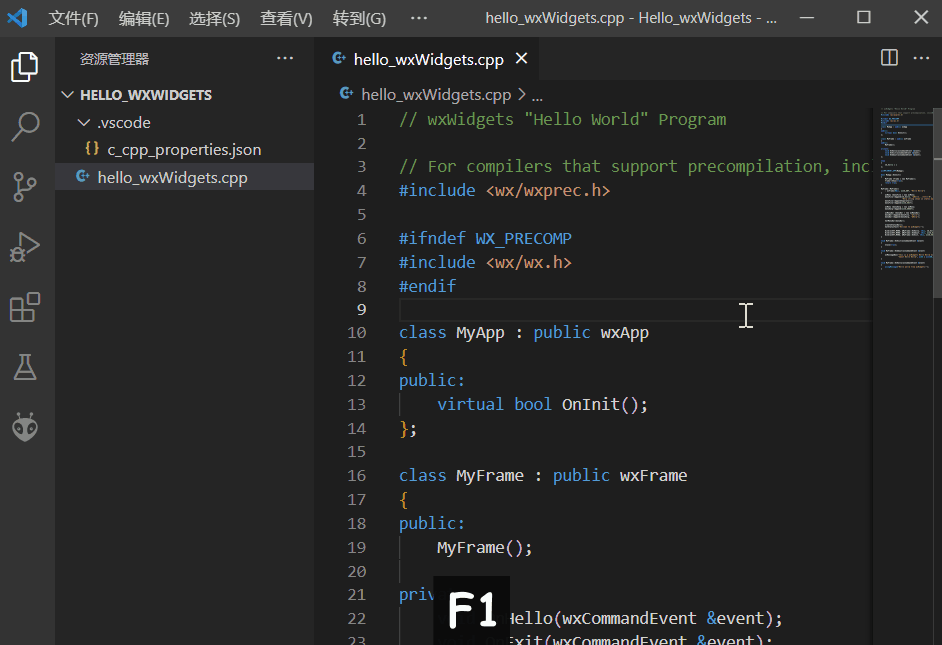 文件(F) 编辑(E) 选择(S) 查看(V) 转到(G) ··· hello_wxWidgets.cpp - Hello_wxWidgets - ...
资源管理器 ···
HELLO_WXWIDGETS
.vscode
{} c_cpp_properties.json
hello_wxWidgets.cpp
hello_wxWidgets.cpp
···
hello_wxWidgets.cpp > ...
1 // wxWidgets "Hello World" Program
2
3 // For compilers that support precompilation, inc
4 #include <wx/wxprec.h>
5
6 #ifndef WX_PRECOMP
7 #include <wx/wx.h>
8 #endif
9
10 class MyApp : public wxApp
11 {
12 public:
13 virtual bool OnInit();
14 };
15
16 class MyFrame : public wxFrame
17 {
18 public:
19 MyFrame();
20
21 priv
22 Hello(wxCommandEvent &event);
23 OnExit(wxCommandEvent &event);
F1